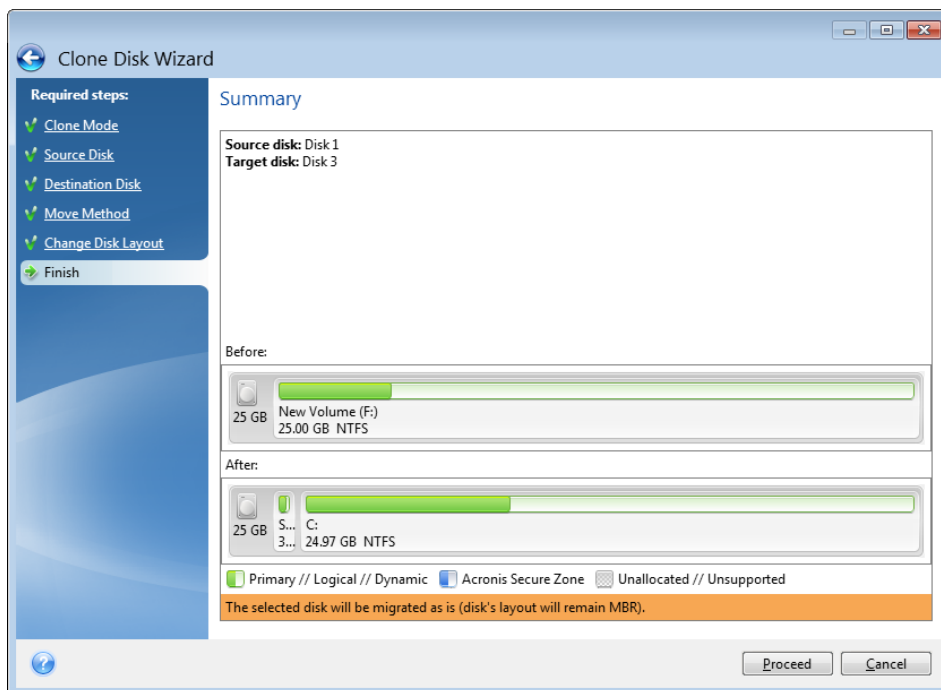 Clone Disk Wizard
Required steps:
Clone Mode
Source Disk
Destination Disk
Move Method
Change Disk Layout
Finish
Summary
Source disk: Disk 1
Target disk: Disk 3
Before:
25 GB
New Volume (F:)
25.00 GB NTFS
After:
25 GB
S... C:
3... 24.97 GB NTFS
Primary // Logical // Dynamic Acronis Secure Zone Unallocated // Unsupported
The selected disk will be migrated as is (disk's layout will remain MBR).
? Proceed Cancel